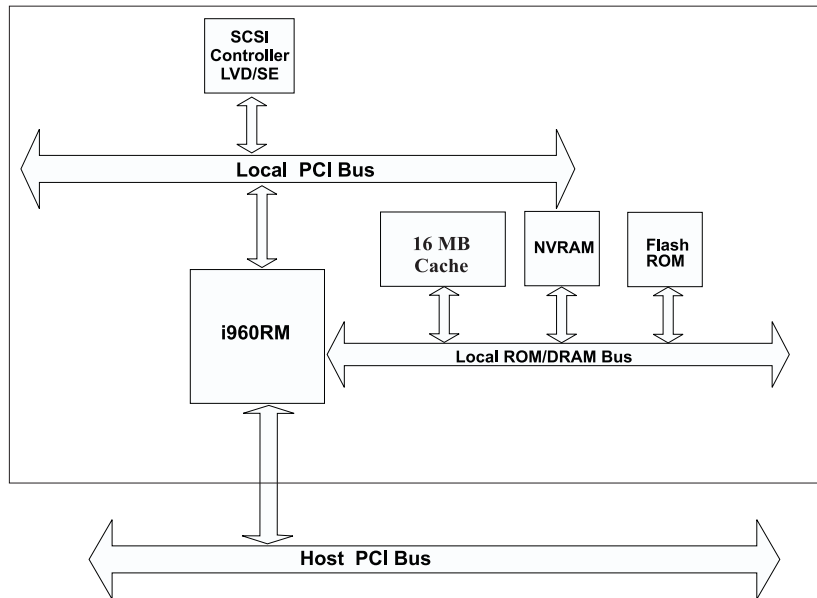 SCSI
Controller
LVD/SE
Local PCI Bus
16 MB
Cache
NVRAM
Flash
ROM
i960RM
Local ROM/DRAM Bus
Host PCI Bus